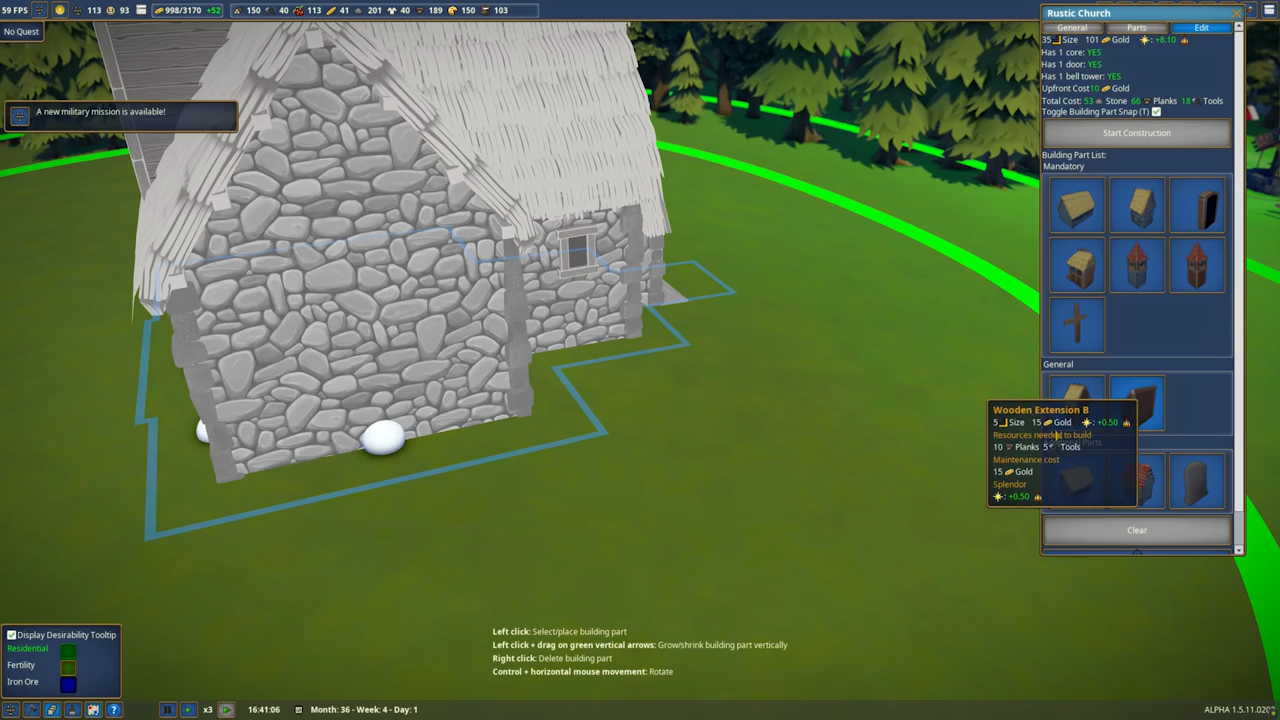 59 FPS
113
93
998/3170 +52
150
40
113
41
201
40
189
150
103
No Quest
A new military mission is available!
Rustic Church
General
Parts
Edit
35 Size 101 Gold : +8.10
Has 1 core: YES
Has 1 door: YES
Has 1 bell tower: YES
Upfront Cost10 Gold
Total Cost: 53 Stone 66 Planks 18 Tools
Toggle Building Part Snap (T)
Start Construction
Building Part List:
Mandatory
General
Wooden Extension B
5 Size 15 Gold : +0.50
Resources needed to build
10 Planks 5 Tools
Maintenance cost
15 Gold
Splendor
: +0.50
Clear
Left click: Select/place building part
Left click + drag on green vertical arrows: Grow/shrink building part vertically
Right click: Delete building part
Control + horizontal mouse movement: Rotate
Display Desirability Tooltip
Residential
Fertility
Iron Ore
x3
16:41:06
Month: 36 - Week: 4 - Day: 1